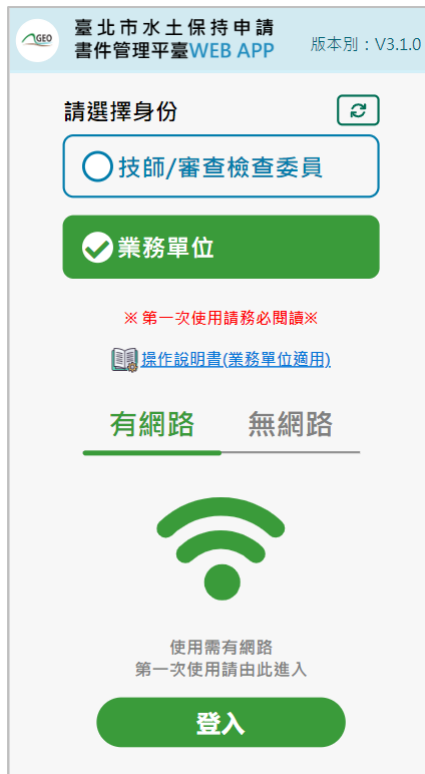 GEO
臺北市水土保持申請
書件管理平臺WEB APP
版本別：V3.1.0
請選擇身份
技師/審查檢查委員
業務單位
※ 第一次使用請務必閱讀※
操作說明書(業務單位適用)
有網路
無網路
使用需有網路
第一次使用請由此進入
登入